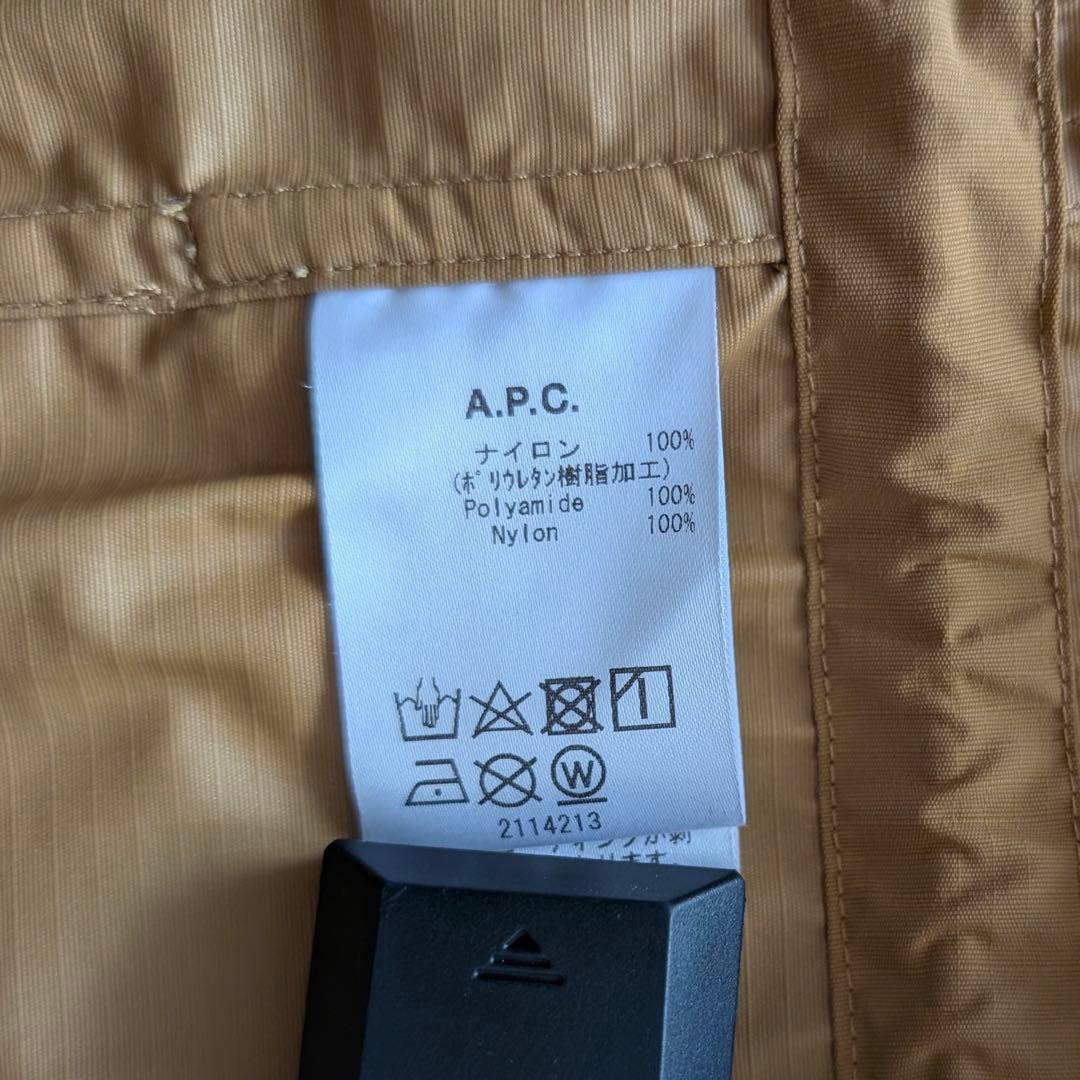 A.P.C.
ナイロン 100%
(ポリウレタン樹脂加工)
Polyamide 100%
Nylon 100%
W
2114213